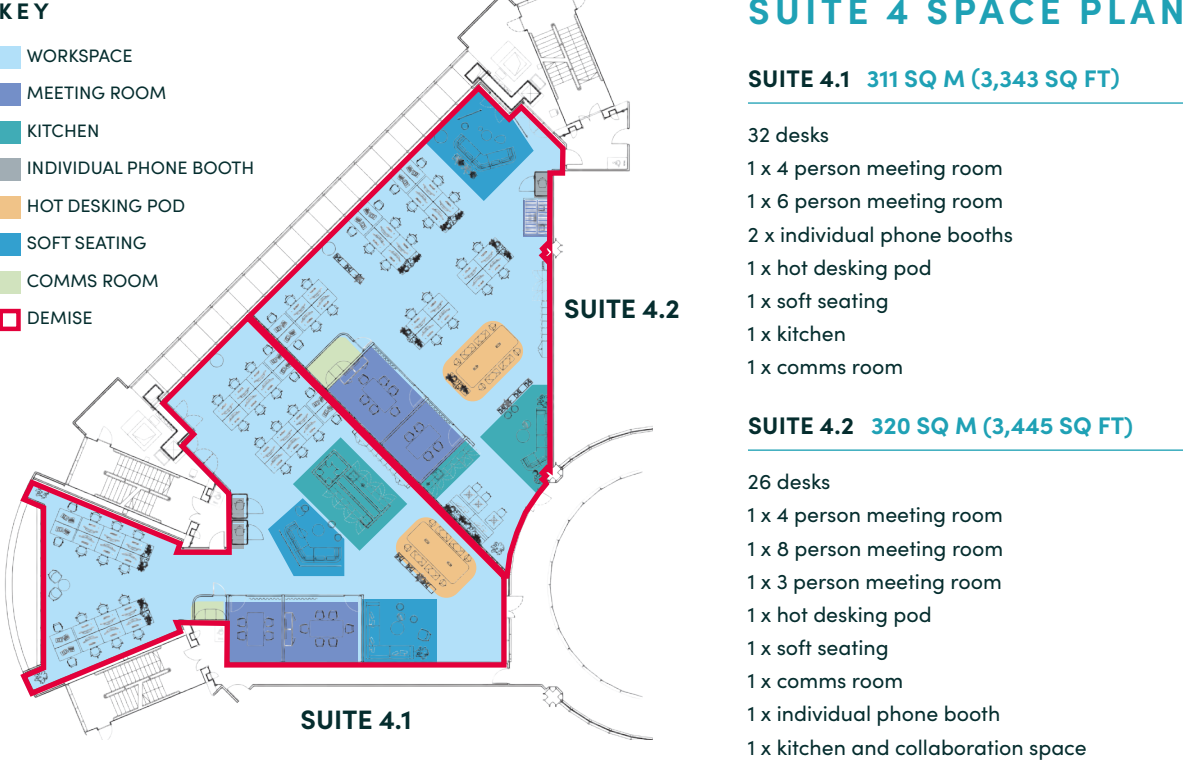 KEY
WORKSPACE
MEETING ROOM
KITCHEN
INDIVIDUAL PHONE BOOTH
HOT DESKING POD
SOFT SEATING
COMMS ROOM
DEMISE
SUITE 4.2
SUITE 4.1
SUITE 4 SPACE PLAN
SUITE 4.1 311 SQ M (3,343 SQ FT)
32 desks
1 x 4 person meeting room
1 x 6 person meeting room
2 x individual phone booths
1 x hot desking pod
1 x soft seating
1 x kitchen
1 x comms room
SUITE 4.2 320 SQ M (3,445 SQ FT)
26 desks
1 x 4 person meeting room
1 x 8 person meeting room
1 x 3 person meeting room
1 x hot desking pod
1 x soft seating
1 x comms room
1 x individual phone booth
1 x kitchen and collaboration space